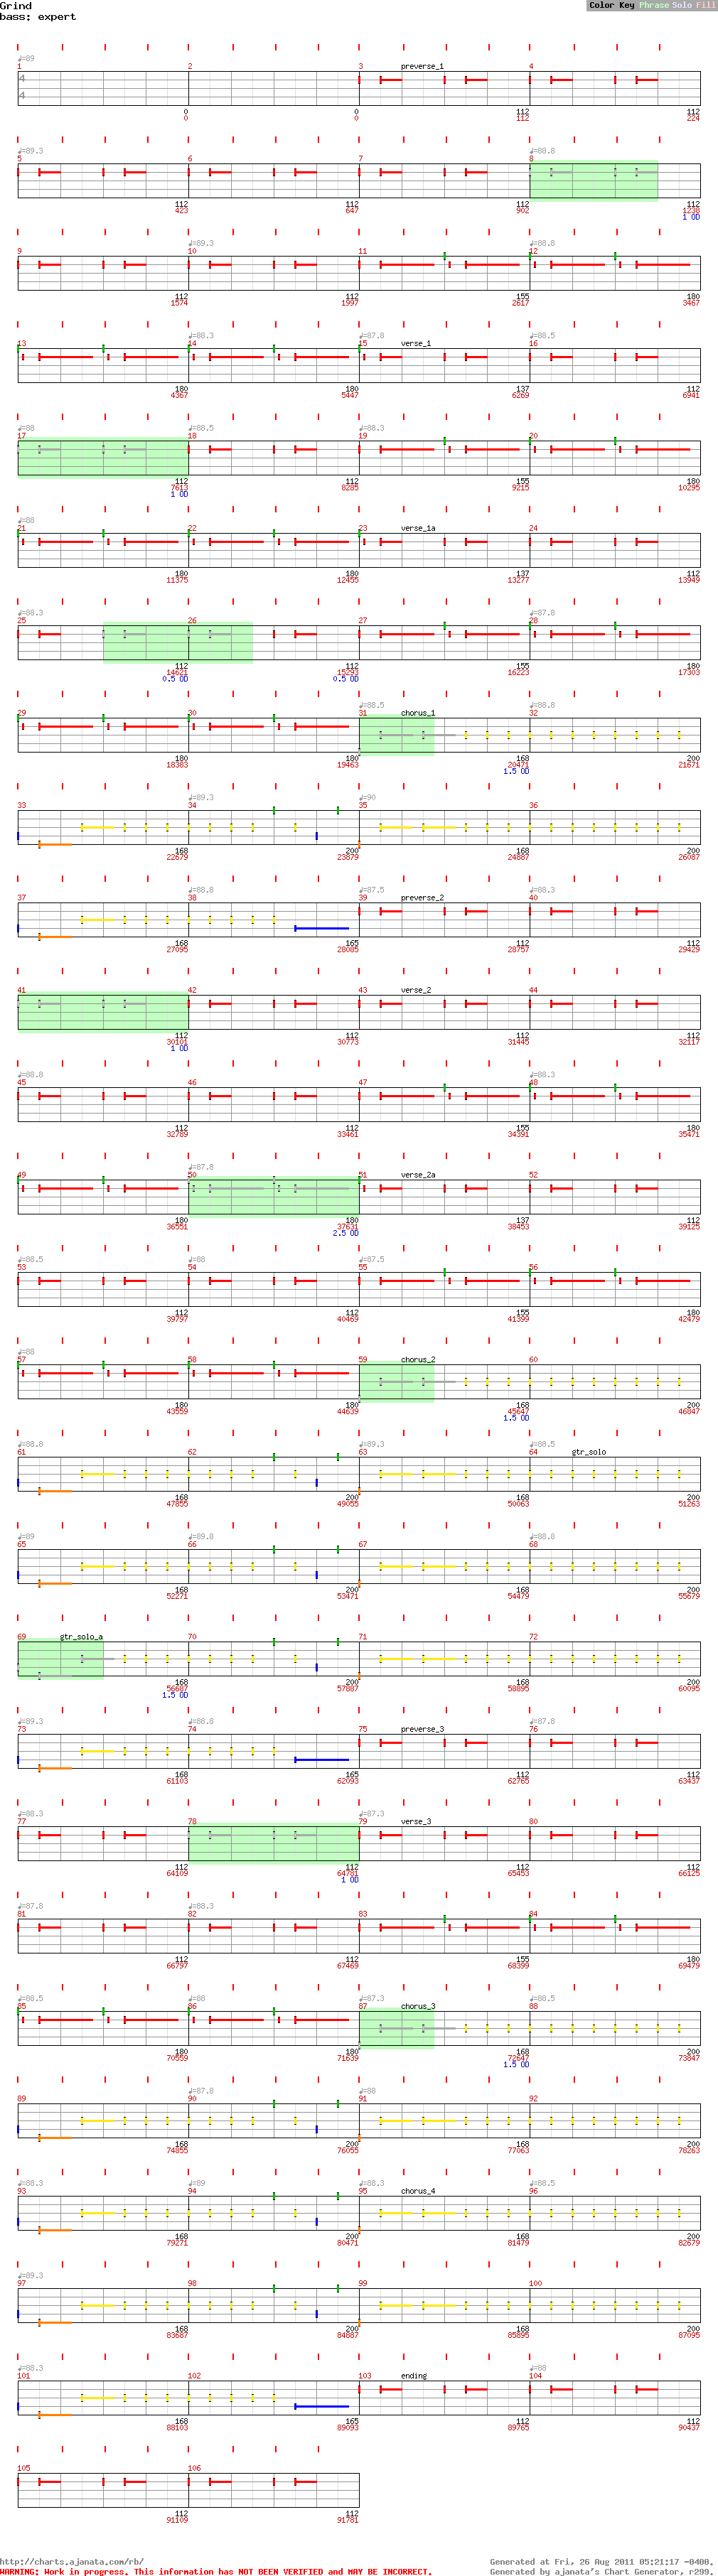 Grind
bass: expert
Color Key Phrase Solo Fill
♩=89
1 2 3 preverse_1 4
4
4
0 0 112 112
0 0 112 224
♩=89.3 ♩=88.8
5 6 7 8
112 112 112 112
423 647 902 1238
1 OD
♩=89.3 ♩=88.8
9 10 11 12
112 112 155 180
1574 1997 2617 3467
♩=88.3 ♩=87.8 ♩=88.5
13 14 15 verse_1 16
180 180 137 112
4367 5447 6269 6941
♩=88 ♩=88.5 ♩=88.3
17 18 19 20
112 112 155 180
7613 8285 9215 10295
1 OD
♩=88
21 22 23 verse_1a 24
180 180 137 112
11375 12455 13277 13949
♩=88.3 ♩=87.8
25 26 27 28
112 112 155 180
14621 15293 16223 17303
0.5 OD 0.5 OD
♩=88.5 ♩=88.8
29 30 31 chorus_1 32
180 180 168 200
18383 19463 20471 21671
1.5 OD
♩=89.3 ♩=90
33 34 35 36
168 200 168 200
22679 23879 24887 26087
♩=88.8 ♩=87.5 ♩=88.3
37 38 39 preverse_2 40
168 165 112 112
27095 28085 28757 29429
41 42 43 verse_2 44
112 112 112 112
30101 30773 31445 32117
1 OD
♩=88.8 ♩=88.3
45 46 47 48
112 112 155 180
32789 33461 34391 35471
♩=87.8
49 50 51 verse_2a 52
180 180 137 112
36551 37631 38453 39125
2.5 OD
♩=88.5 ♩=88 ♩=87.5
53 54 55 56
112 112 155 180
39797 40469 41399 42479
♩=88
57 58 59 chorus_2 60
180 180 168 200
43559 44639 45647 46847
1.5 OD
♩=88.8 ♩=89.3 ♩=88.5
61 62 63 64 gtr_solo
168 200 168 200
47855 49055 50063 51263
♩=89 ♩=89.8 ♩=88.8
65 66 67 68
168 200 168 200
52271 53471 54479 55679
69 gtr_solo_a 70 71 72
168 200 168 200
56687 57887 58895 60095
1.5 OD
♩=89.3 ♩=88.8 ♩=87.8
73 74 75 preverse_3 76
168 165 112 112
61103 62093 62765 63437
♩=88.3 ♩=87.3
77 78 79 verse_3 80
112 112 112 112
64109 64781 65453 66125
1 OD
♩=87.8 ♩=88.3
81 82 83 84
112 112 155 180
66797 67469 68399 69479
♩=88.5 ♩=88 ♩=87.3 ♩=88.5
85 86 87 chorus_3 88
180 180 168 200
70559 71639 72647 73847
1.5 OD
♩=87.8 ♩=88
89 90 91 92
168 200 168 200
74855 76055 77063 78263
♩=88.3 ♩=89 ♩=88.3 ♩=88.5
93 94 95 chorus_4 96
168 200 168 200
79271 80471 81479 82679
♩=89.3
97 98 99 100
168 200 168 200
83687 84887 85895 87095
♩=88.3 ♩=88
101 102 103 ending 104
168 165 112 112
88103 89093 89765 90437
105 106
112 112
91109 91781
http://charts.ajanata.com/rb/ Generated at Fri, 26 Aug 2011 05:21:17 -0400.
WARNING: Work in progress. This information has NOT BEEN VERIFIED and MAY BE INCORRECT. Generated by ajanata's Chart Generator, r299.